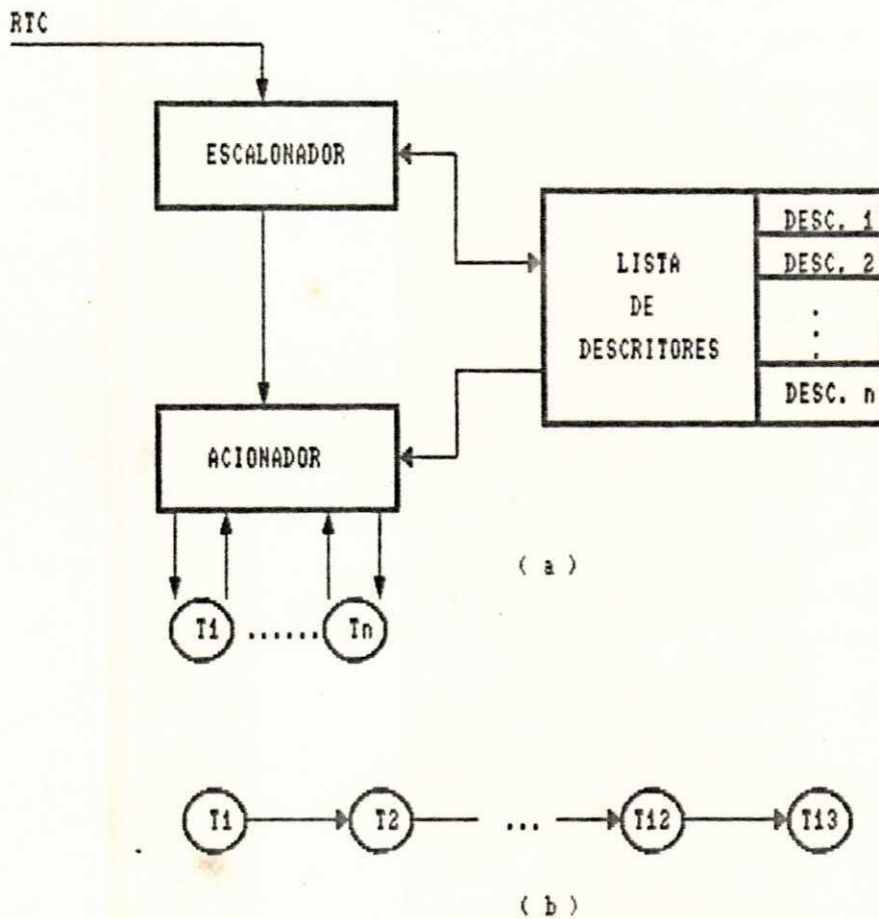 RTC
ESCALONADOR
LISTA
DE
DESCRITORES
DESC. 1
DESC. 2
.
.
.
DESC. n
ACIONADOR
( a )
T1 ...... Tn
T1 T2 ... T12 T13
( b )